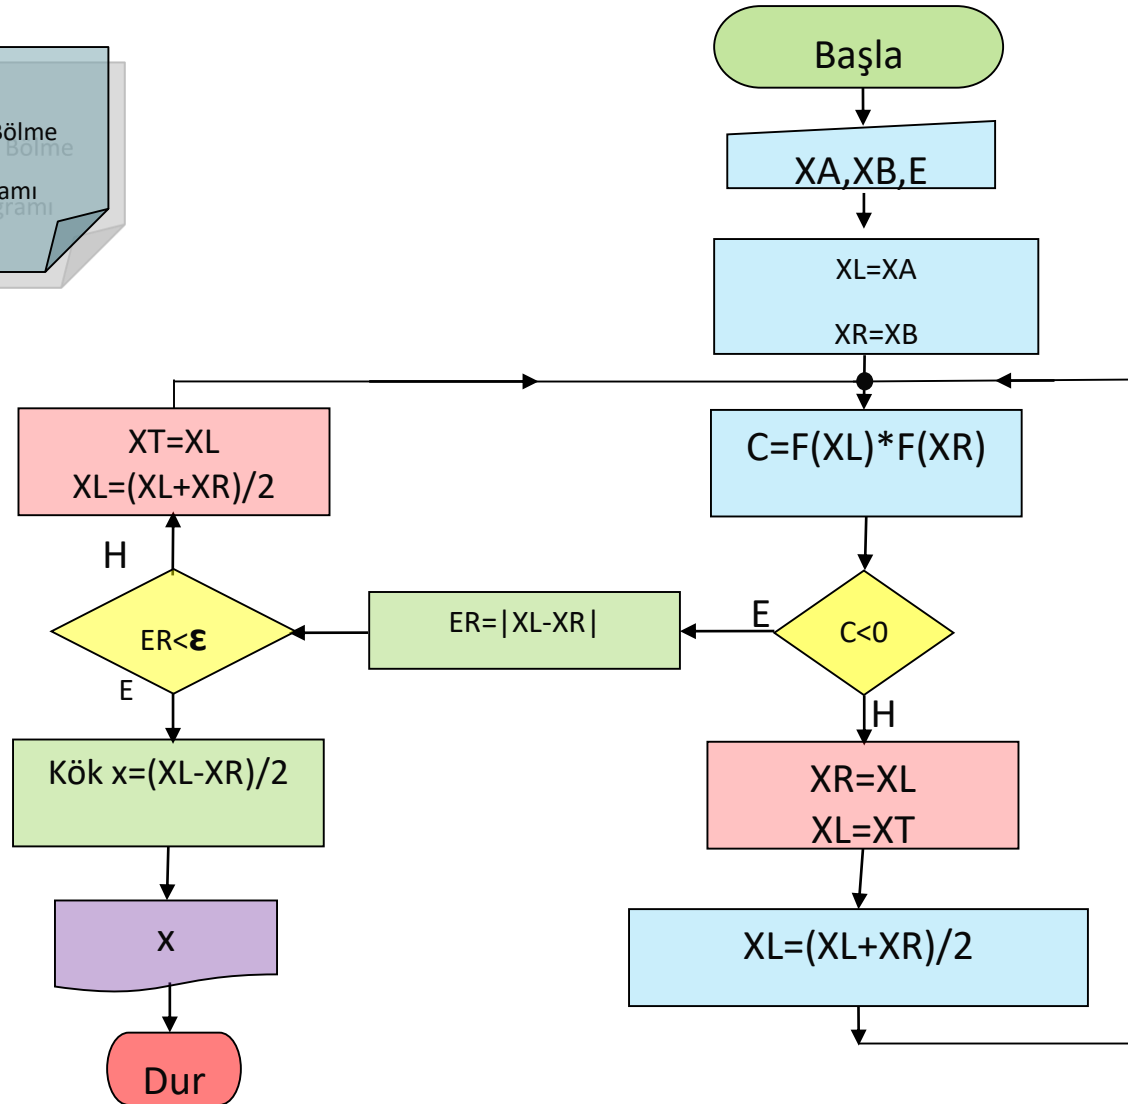 Bölme
Başla
XA,XB,E
XL=XA
XR=XB
C=F(XL)*F(XR)
C<0
E
H
ER=|XL-XR|
ER<ε
H
XT=XL
XL=(XL+XR)/2
E
Kök x=(XL-XR)/2
x
Dur
XR=XL
XL=XT
XL=(XL+XR)/2